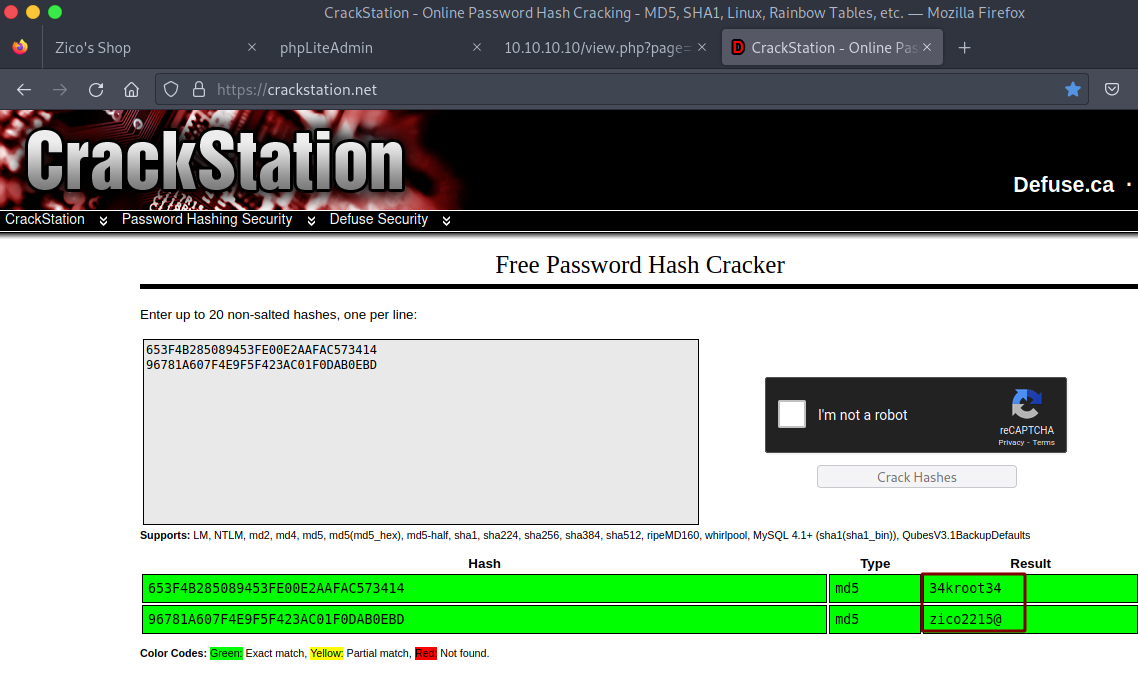 CrackStation - Online Password Hash Cracking - MD5, SHA1, Linux, Rainbow Tables, etc. — Mozilla Firefox
Zico's Shop
phpLiteAdmin
10.10.10.10/view.php?page=
CrackStation - Online Pas
https://crackstation.net
CrackStation
Defuse.ca ·
CrackStation
Password Hashing Security
Defuse Security
Free Password Hash Cracker
Enter up to 20 non-salted hashes, one per line:
653F4B285089453FE00E2AAFAC573414
96781A607F4E9F5F423AC01F0DAB0EBD
I'm not a robot
reCAPTCHA
Privacy - Terms
Crack Hashes
Supports: LM, NTLM, md2, md4, md5, md5(md5_hex), md5-half, sha1, sha224, sha256, sha384, sha512, ripeMD160, whirlpool, MySQL 4.1+ (sha1(sha1_bin)), QubesV3.1BackupDefaults
Hash Type Result
653F4B285089453FE00E2AAFAC573414 md5 34kroot34
96781A607F4E9F5F423AC01F0DAB0EBD md5 zico2215@
Color Codes: Green: Exact match, Yellow: Partial match, Red: Not found.